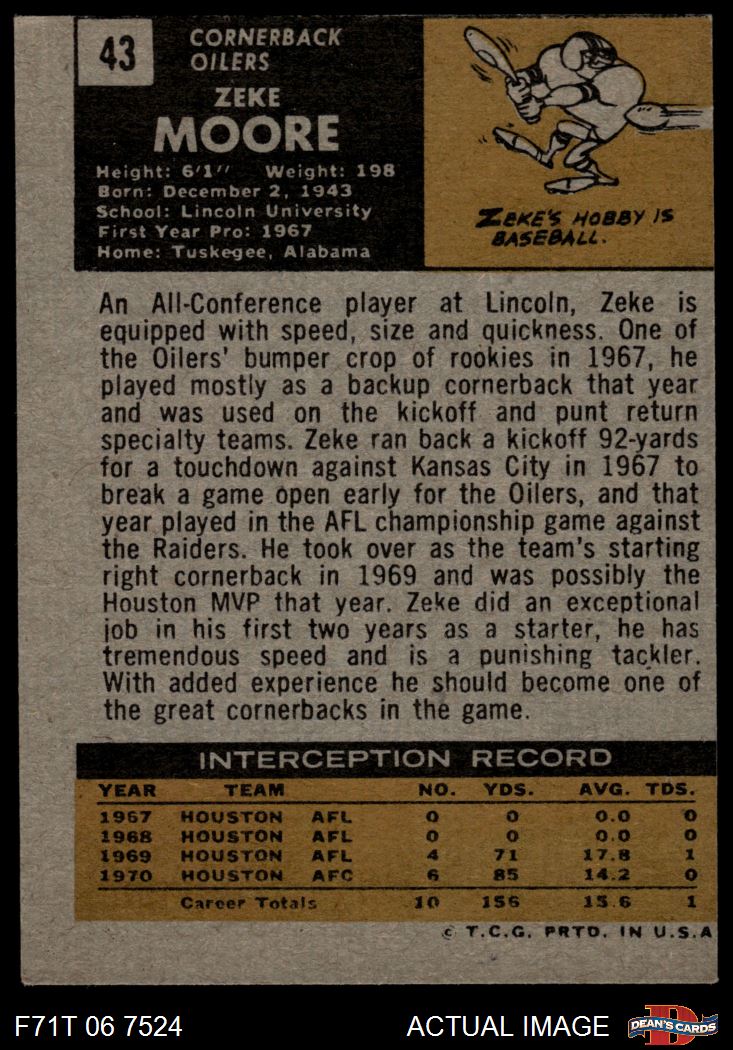 43
CORNERBACK
OILERS
ZEKE
MOORE
Height: 6'1" Weight: 198
Born: December 2, 1943
School: Lincoln University
First Year Pro: 1967
Home: Tuskegee, Alabama
ZEKE'S HOBBY IS
BASEBALL.
An All-Conference player at Lincoln, Zeke is
equipped with speed, size and quickness. One of
the Oilers' bumper crop of rookies in 1967, he
played mostly as a backup cornerback that year
and was used on the kickoff and punt return
specialty teams. Zeke ran back a kickoff 92-yards
for a touchdown against Kansas City in 1967 to
break a game open early for the Oilers, and that
year played in the AFL championship game against
the Raiders. He took over as the team's starting
right cornerback in 1969 and was possibly the
Houston MVP that year. Zeke did an exceptional
job in his first two years as a starter, he has
tremendous speed and is a punishing tackler.
With added experience he should become one of
the great cornerbacks in the game.
INTERCEPTION RECORD
YEAR TEAM NO. YDS. AVG. TDS.
1967 HOUSTON AFL 0 0 0.0 0
1968 HOUSTON AFL 0 0 0.0 0
1969 HOUSTON AFL 4 71 17.8 1
1970 HOUSTON AFC 6 85 14.2 0
Career Totals 10 156 15.6 1
© T.C.G. PRTD. IN U.S.A
F71T 06 7524 ACTUAL IMAGE DEAN'S CARDS